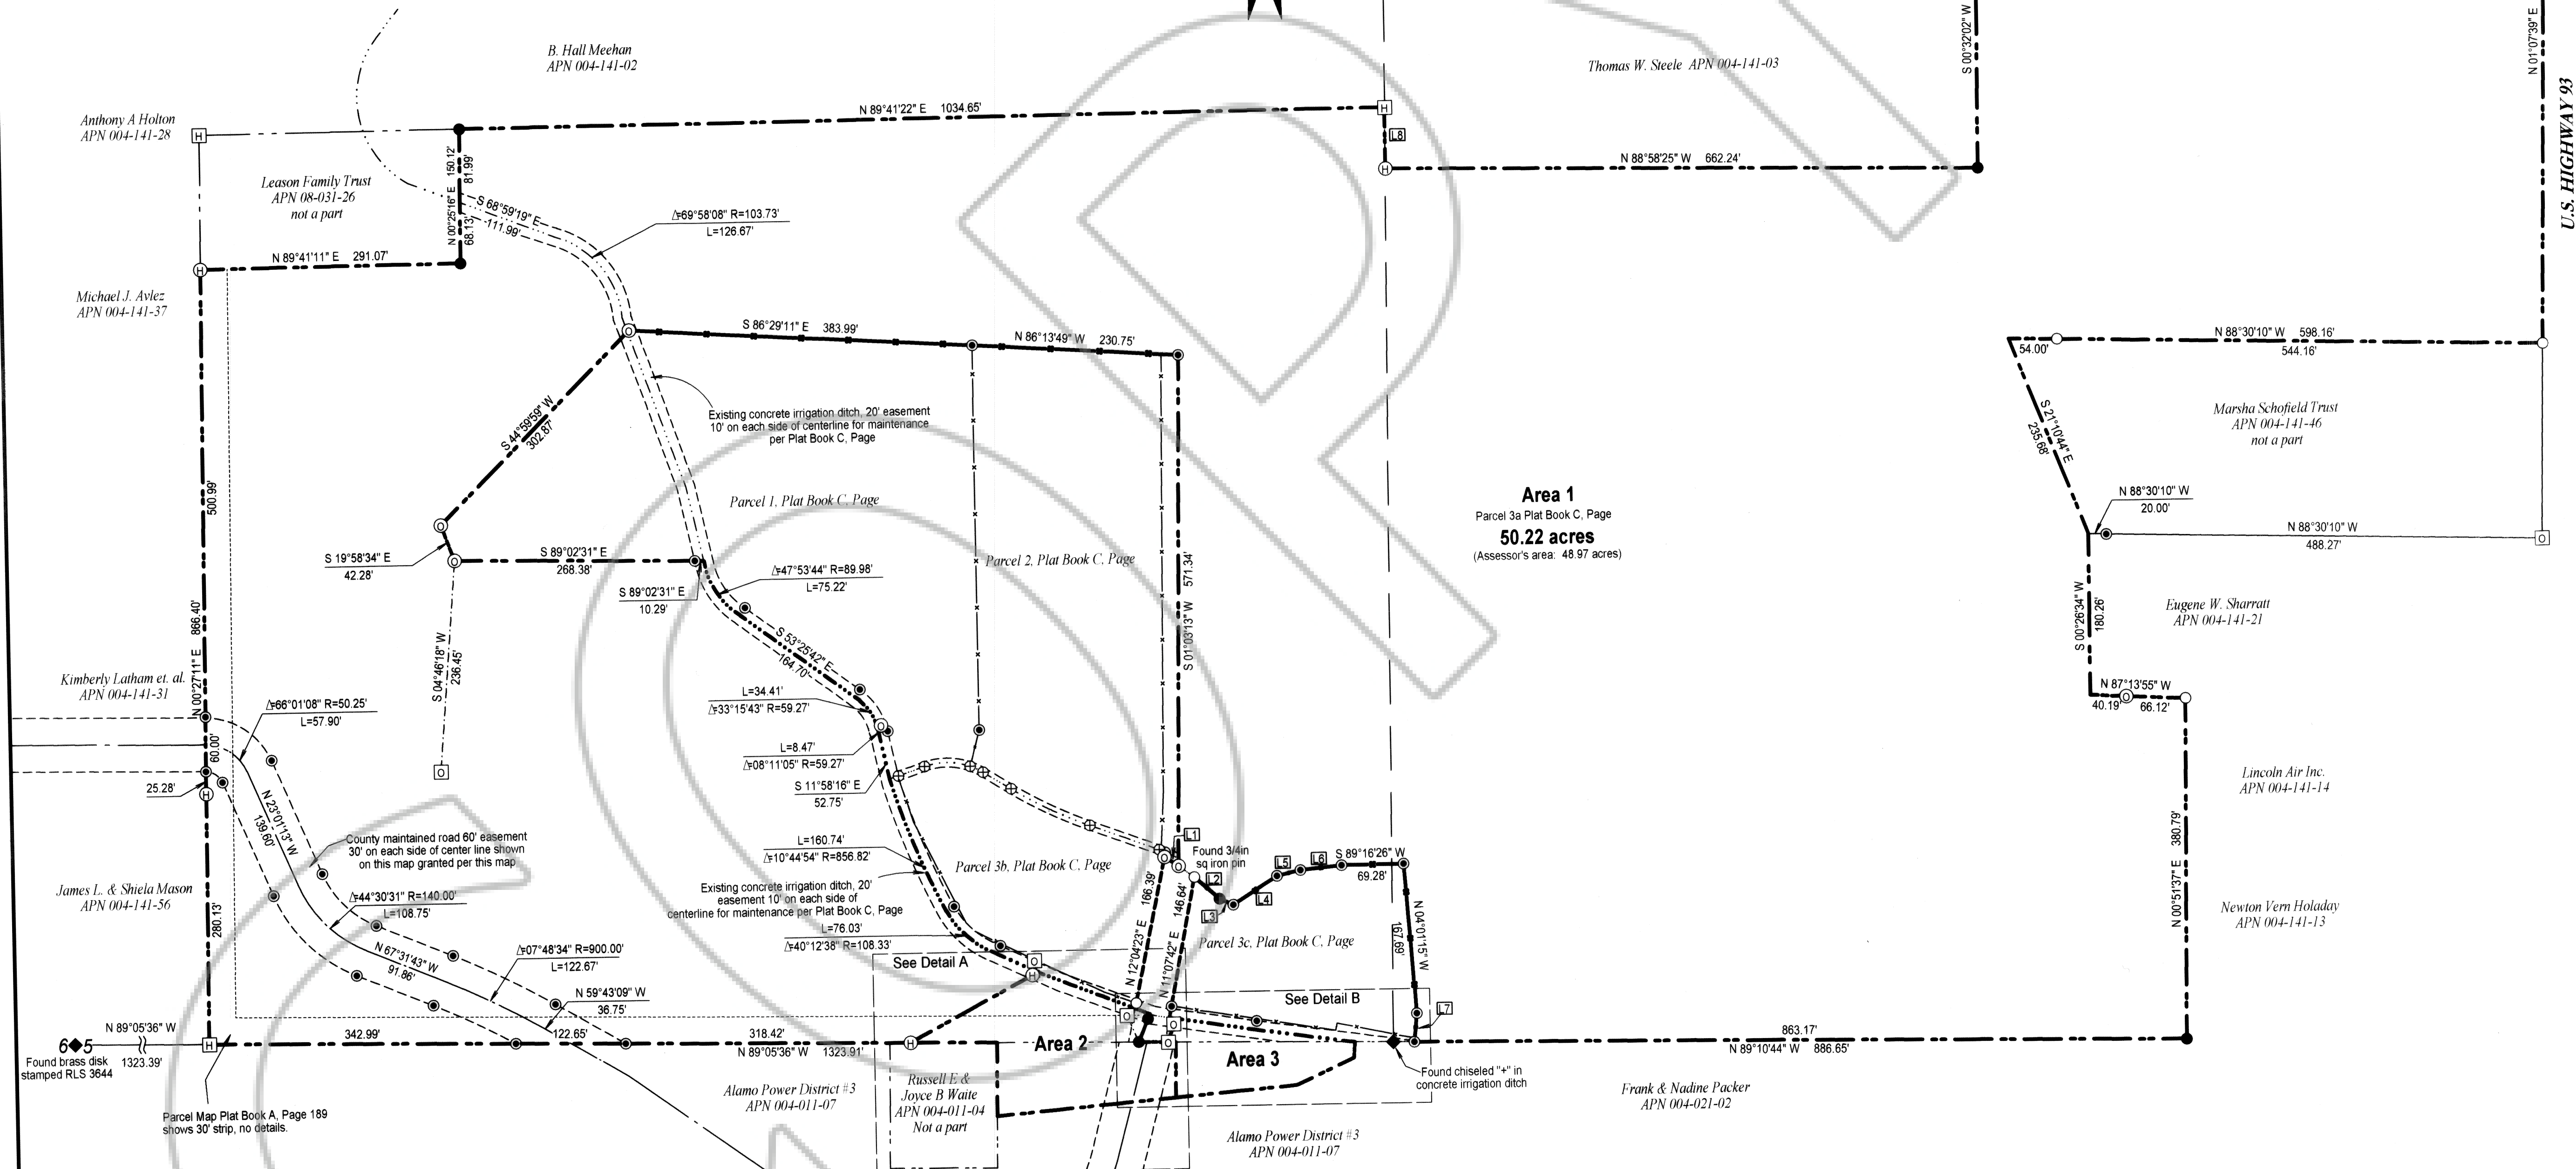 B. Hall Meehan
APN 004-141-02
Thomas W. Steele APN 004-141-03
S 00°32'02" W
N 01°07'39" E
U.S. HIGHWAY 93
Anthony A Holton
APN 004-141-28
N 89°41'22" E 1034.65'
L8
H
H
H
N 88°58'25" W 662.24'
Leason Family Trust
APN 08-031-26
not a part
N 00°25'16" E 150.12'
81.99'
68.13'
S 68°59'19" E
111.99'
Δ=69°58'08" R=103.73'
L=126.67'
H
N 89°41'11" E 291.07'
Michael J. Avlez
APN 004-141-37
O
S 86°29'11" E 383.99'
N 86°13'49" W 230.75'
N 88°30'10" W 598.16'
54.00'
544.16'
S 44°59'59" W
302.87'
Existing concrete irrigation ditch, 20' easement
10' on each side of centerline for maintenance
per Plat Book C, Page
S 21°10'44" E
235.68'
Marsha Schofield Trust
APN 004-141-46
not a part
500.99'
Parcel 1, Plat Book C, Page
Area 1
Parcel 3a Plat Book C, Page
50.22 acres
(Assessor's area: 48.97 acres)
N 88°30'10" W
20.00'
N 88°30'10" W
488.27'
O
O
S 19°58'34" E
42.28'
O
S 89°02'31" E
268.38'
S 89°02'31" E
10.29'
Δ=47°53'44" R=89.98'
L=75.22'
Parcel 2, Plat Book C, Page
S 01°03'13" W 571.34'
S 00°26'34" W
180.26'
Eugene W. Sharratt
APN 004-141-21
N 00°27'11" E 866.40'
S 04°46'18" W
236.45'
S 53°25'42" E
164.70'
Kimberly Latham et. al.
APN 004-141-31
Δ=66°01'08" R=50.25'
L=57.90'
L=34.41'
Δ=33°15'43" R=59.27'
O
N 87°13'55" W
O
40.19'
66.12'
60.00'
O
L=8.47'
Δ=08°11'05" R=59.27'
S 11°58'16" E
52.75'
25.28'
H
Lincoln Air Inc.
APN 004-141-14
N 23°01'13" W
139.60'
County maintained road 60' easement
30' on each side of center line shown
on this map granted per this map
L=160.74'
Δ=10°44'54" R=856.82'
Parcel 3b, Plat Book C, Page
L1
O
O
Found 3/4in
sq iron pin
L2
L3
L4
L5
L6
S 89°16'26" W
69.28'
N 00°51'37" E 380.79'
James L. & Shiela Mason
APN 004-141-56
280.13'
Δ=44°30'31" R=140.00'
L=108.75'
Existing concrete irrigation ditch, 20'
easement 10' on each side of
centerline for maintenance per Plat Book C, Page
L=76.03'
Δ=40°12'38" R=108.33'
N 12°04'23" E 166.39'
N 11°07'42" E 146.64'
Parcel 3c, Plat Book C, Page
N 04°01'15" W
167.69'
Newton Vern Holaday
APN 004-141-13
N 67°31'43" W
91.86'
Δ=07°48'34" R=900.00'
L=122.67'
N 59°43'09" W
36.75'
See Detail A
O
H
See Detail B
L7
O
O
O
6 5
N 89°05'36" W
1323.39'
Found brass disk
stamped RLS 3644
H
342.99'
122.65'
318.42'
N 89°05'36" W 1323.91'
H
Area 2
Area 3
863.17'
N 89°10'44" W 886.65'
Found chiseled "+" in
concrete irrigation ditch
Parcel Map Plat Book A, Page 189
shows 30' strip, no details.
Alamo Power District #3
APN 004-011-07
Russell E &
Joyce B Waite
APN 004-011-04
Not a part
Frank & Nadine Packer
APN 004-021-02
Alamo Power District #3
APN 004-011-07